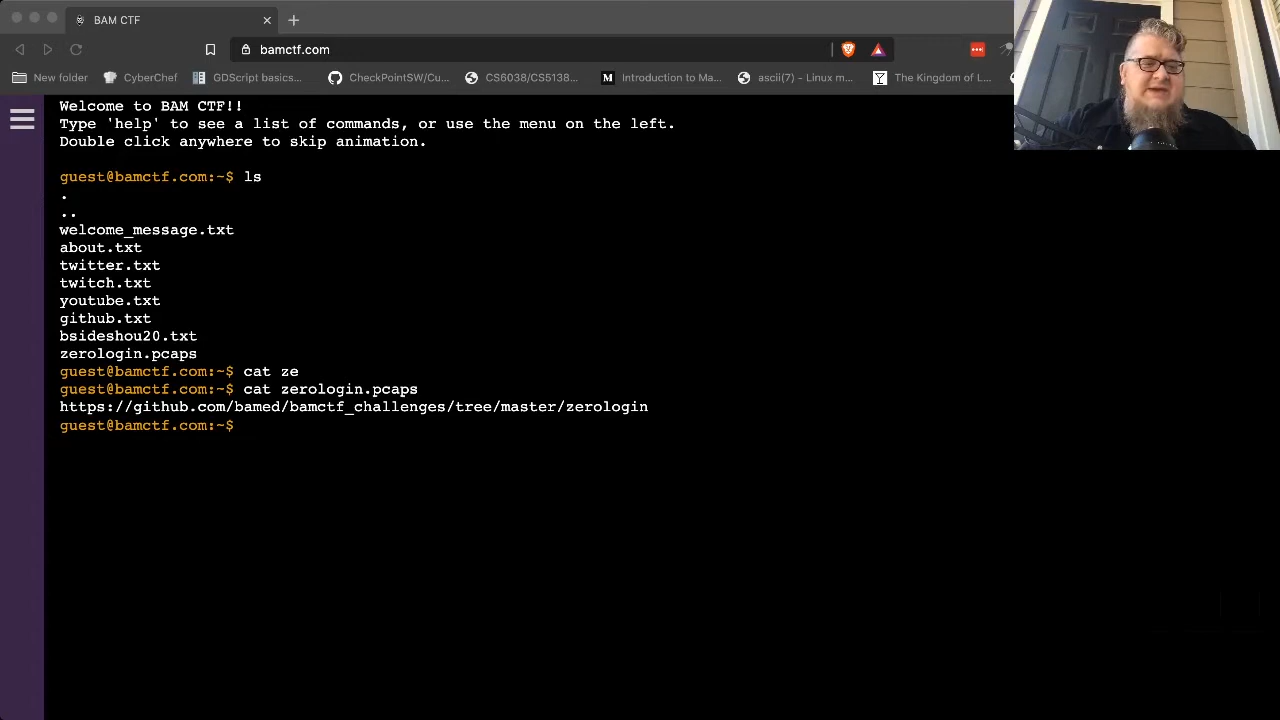 BAM CTF
bamctf.com
New folder
CyberChef
GDScript basics...
CheckPointSW/Cu...
CS6038/CS5138...
M
Introduction to Ma...
ascii(7) – Linux m...
The Kingdom of L...
Welcome to BAM CTF!!
Type 'help' to see a list of commands, or use the menu on the left.
Double click anywhere to skip animation.
guest@bamctf.com:~$ ls
.
..
welcome_message.txt
about.txt
twitter.txt
twitch.txt
youtube.txt
github.txt
bsideshou20.txt
zerologin.pcaps
guest@bamctf.com:~$ cat ze
guest@bamctf.com:~$ cat zerologin.pcaps
https://github.com/bamed/bamctf_challenges/tree/master/zerologin
guest@bamctf.com:~$